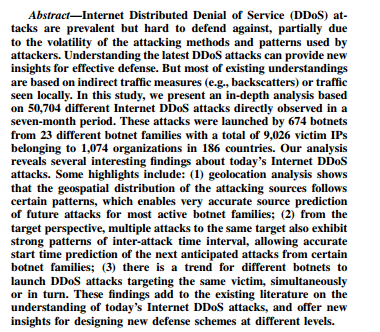 Abstract—Internet Distributed Denial of Service (DDoS) at-
tacks are prevalent but hard to defend against, partially due
to the volatility of the attacking methods and patterns used by
attackers. Understanding the latest DDoS attacks can provide new
insights for effective defense. But most of existing understandings
are based on indirect traffic measures (e.g., backscatters) or traffic
seen locally. In this study, we present an in-depth analysis based
on 50,704 different Internet DDoS attacks directly observed in a
seven-month period. These attacks were launched by 674 botnets
from 23 different botnet families with a total of 9,026 victim IPs
belonging to 1,074 organizations in 186 countries. Our analysis
reveals several interesting findings about today's Internet DDoS
attacks. Some highlights include: (1) geolocation analysis shows
that the geospatial distribution of the attacking sources follows
certain patterns, which enables very accurate source prediction
of future attacks for most active botnet families; (2) from the
target perspective, multiple attacks to the same target also exhibit
strong patterns of inter-attack time interval, allowing accurate
start time prediction of the next anticipated attacks from certain
botnet families; (3) there is a trend for different botnets to
launch DDoS attacks targeting the same victim, simultaneously
or in turn. These findings add to the existing literature on the
understanding of today's Internet DDoS attacks, and offer new
insights for designing new defense schemes at different levels.